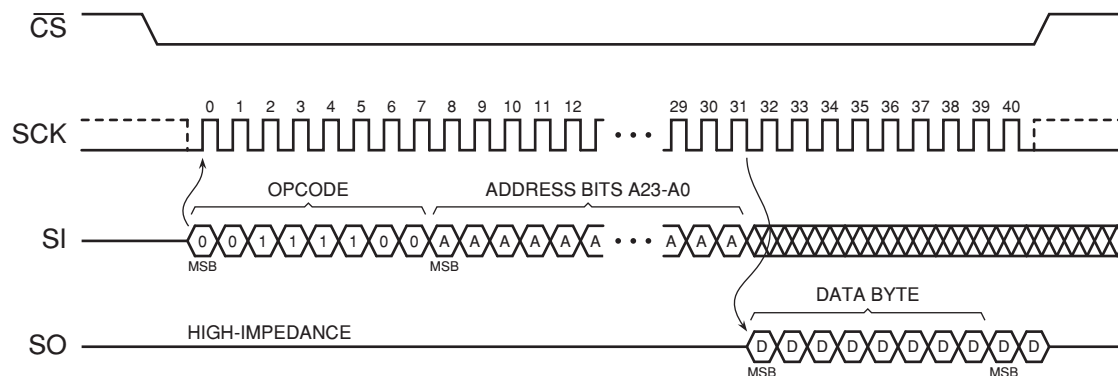 CS
0 1 2 3 4 5 6 7 8 9 10 11 12 29 30 31 32 33 34 35 36 37 38 39 40
SCK
OPCODE ADDRESS BITS A23-A0
SI 0 0 1 1 1 1 0 0 A A A A A A A A A
MSB MSB
DATA BYTE
HIGH-IMPEDANCE
SO D D D D D D D D D D
MSB MSB